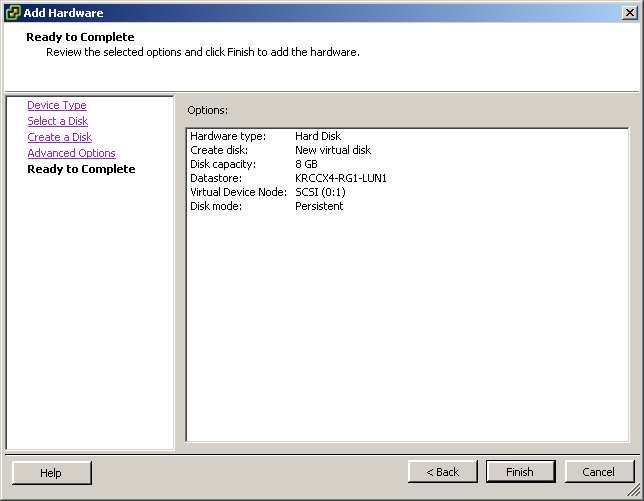 Add Hardware
Ready to Complete
Review the selected options and click Finish to add the hardware.
Device Type
Select a Disk
Create a Disk
Advanced Options
Ready to Complete
Options:
Hardware type: Hard Disk
Create disk: New virtual disk
Disk capacity: 8 GB
Datastore: KRCCX4-RG1-LUN1
Virtual Device Node: SCSI (0:1)
Disk mode: Persistent
Help
< Back
Finish
Cancel